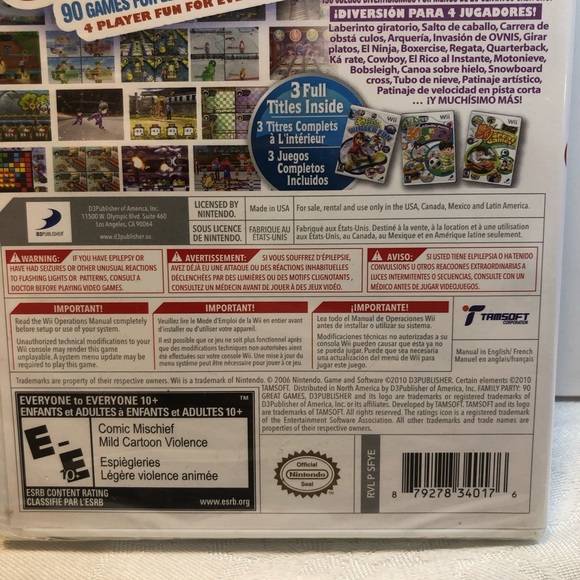 90 GAMES FOR
4 PLAYER FUN FOR EVE
¡DIVERSIÓN PARA 4 JUGADORES!
Laberinto giratorio, Salto de caballo, Carrera de
obstá culos, Arquería, Invasión de OVNIS, Girar
platos, El Ninja, Boxercise, Regata, Quarterback,
Ká rate, Cowboy, El Rico al Instante, Motonieve,
Bobsleigh, Canoa sobre hielo, Snowboard
cross, Tubo de nieve, Patinaje artístico,
Patinaje de velocidad en pista corta
... ¡Y MUCHÍSIMO MÁS!
3 Full
Titles Inside
3 Titres Complets
à L'intérieur
3 Juegos
Completos
Incluidos
Wii
Wii
Wii
D3PUBLISHER
D3Publisher of America, Inc.
11500 W. Olympic Blvd. Suite 460
Los Angeles, CA 90064
www.d3publisher.us
LICENSED BY
NINTENDO.
Made in USA
For sale, rental and use only in the USA, Canada, Mexico and Latin America.
SOUS LICENCE
DE NINTENDO.
FABRIQUÉ AUX
ÉTATS-UNIS
Fabriqué aux États-Unis. Destiné à la vente, à la location et à une utilisation
aux États-Unis, au Canada, au Mexique et en Amérique latine seulement.
WARNING: IF YOU HAVE EPILEPSY OR
HAVE HAD SEIZURES OR OTHER UNUSUAL REACTIONS
TO FLASHING LIGHTS OR PATTERNS, CONSULT A
DOCTOR BEFORE PLAYING VIDEO GAMES.
AVERTISSEMENT: SI VOUS SOUFFREZ D'ÉPILEPSIE,
AVEZ DÉJÀ EU UNE ATTAQUE OU DES RÉACTIONS INHABITUELLES
DÉCLENCHÉES PAR DES LUMIÈRES OU DES MOTIFS CLIGNOTANTS,
CONSULTEZ UN MÉDECIN AVANT DE JOUER À DES JEUX VIDÉO.
AVISO: SI USTED TIENE EPILEPSIA O HA TENIDO
CONVULSIONES U OTROS REACCIONES EXTRAORDINARIAS A
LUCES INTERMITENTES O SECUENCIAS, CONSULTE CON UN
MÉDICO ANTES DE JUGAR VIDEOJUEGOS.
IMPORTANT!
Read the Wii Operations Manual completely
before setup or use of your system.
Unauthorized technical modifications to your
Wii console may render this game
unplayable. A system menu update may be
required to play this game.
IMPORTANT!
Lire le Mode d'Emploi de la Wii en entier avant
d'installer ou d'utiliser votre dispositif.
Il est possible que ce jeu ne soit plus fonctionnel après
que des modifications techniques non autorisées aient
été effectuées sur votre console Wii. Une mise à jour du
menu système peut être nécessaire pour jouer à ce jeu.
¡IMPORTANTE!
Lea todo el Manual de Operaciones Wii
antes de installar o utilizar su sistema.
Modificaciones técnicas no autorizadas a su
consola Wii pueden causar que esta ya no
se pueda jugar. Puede que sea necesaria
una actualización del menú de Wii para
jugar este juego.
TAMSOFT
CORPORATION
Manual in English/ French
Manuel en anglais/français
Trademarks are property of their respective owners. Wii is a trademark of Nintendo. © 2006 Nintendo. Game and Software ©2010 D3PUBLISHER. Certain elements ©2010
TAMSOFT. Distributed in North America by D3Publisher of America, Inc. FAMILY PARTY: 90
GREAT GAMES, D3PUBLISHER and its logo are registered trademarks or trademarks of
D3Publisher of America, Inc. or its affiliates. Developed by TAMSOFT. TAMSOFT and its logo
are trademarks of TAMSOFT. All rights reserved. The ratings icon is a registered trademark
of the Entertainment Software Association. All other trademarks and trade names are
properties of their respective owners.
EVERYONE to EVERYONE 10+ ™
ENFANTS et ADULTES à ENFANTS et ADULTES 10+
E-E
10+
Comic Mischief
Mild Cartoon Violence
Espiègleries
Légère violence animée
ESRB CONTENT RATING
CLASSIFIÉ PAR L'ESRB
www.esrb.org
Official
Nintendo
Seal
RVL P SFYE
8 79278 34017 6